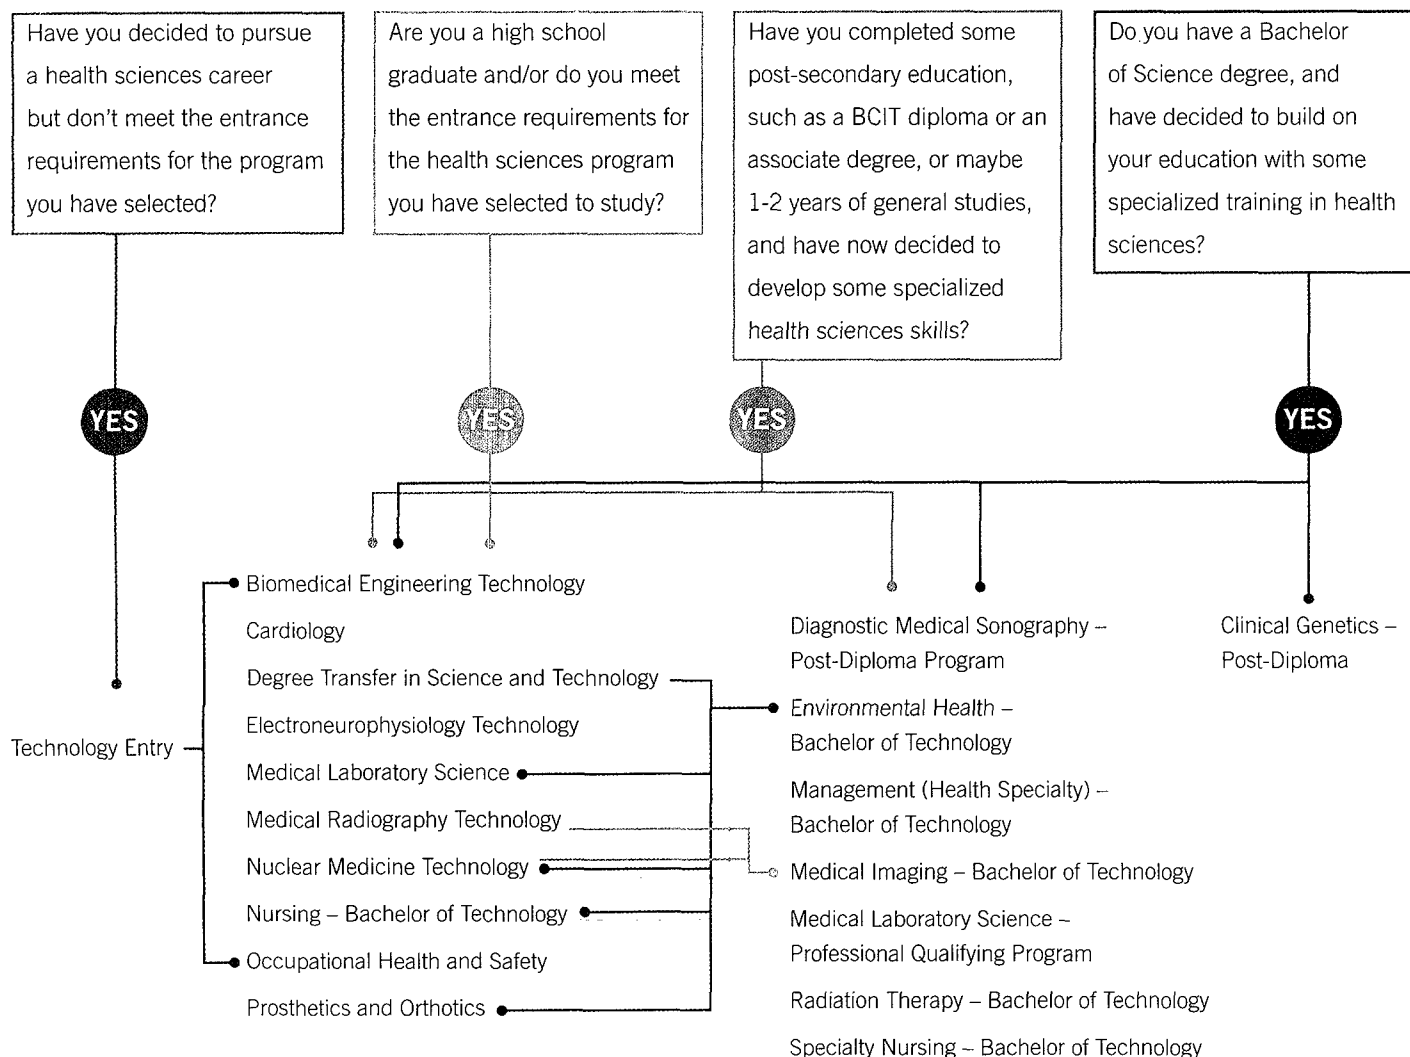 Have you decided to pursue
a health sciences career
but don't meet the entrance
requirements for the program
you have selected?
Are you a high school
graduate and/or do you meet
the entrance requirements for
the health sciences program
you have selected to study?
Have you completed some
post-secondary education,
such as a BCIT diploma or an
associate degree, or maybe
1-2 years of general studies,
and have now decided to
develop some specialized
health sciences skills?
Do you have a Bachelor
of Science degree, and
have decided to build on
your education with some
specialized training in health
sciences?
YES
YES
YES
YES
Technology Entry
Biomedical Engineering Technology
Cardiology
Degree Transfer in Science and Technology
Electroneurophysiology Technology
Medical Laboratory Science
Medical Radiography Technology
Nuclear Medicine Technology
Nursing – Bachelor of Technology
Occupational Health and Safety
Prosthetics and Orthotics
Diagnostic Medical Sonography –
Post-Diploma Program
Environmental Health –
Bachelor of Technology
Management (Health Specialty) –
Bachelor of Technology
Medical Imaging – Bachelor of Technology
Medical Laboratory Science –
Professional Qualifying Program
Radiation Therapy – Bachelor of Technology
Specialty Nursing – Bachelor of Technology
Clinical Genetics –
Post-Diploma